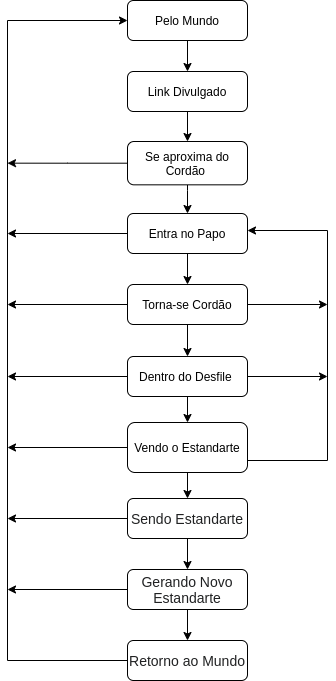 Pelo Mundo
Link Divulgado
Se aproxima do
Cordão
Entra no Papo
Torna-se Cordão
Dentro do Desfile
Vendo o Estandarte
Sendo Estandarte
Gerando Novo
Estandarte
Retorno ao Mundo